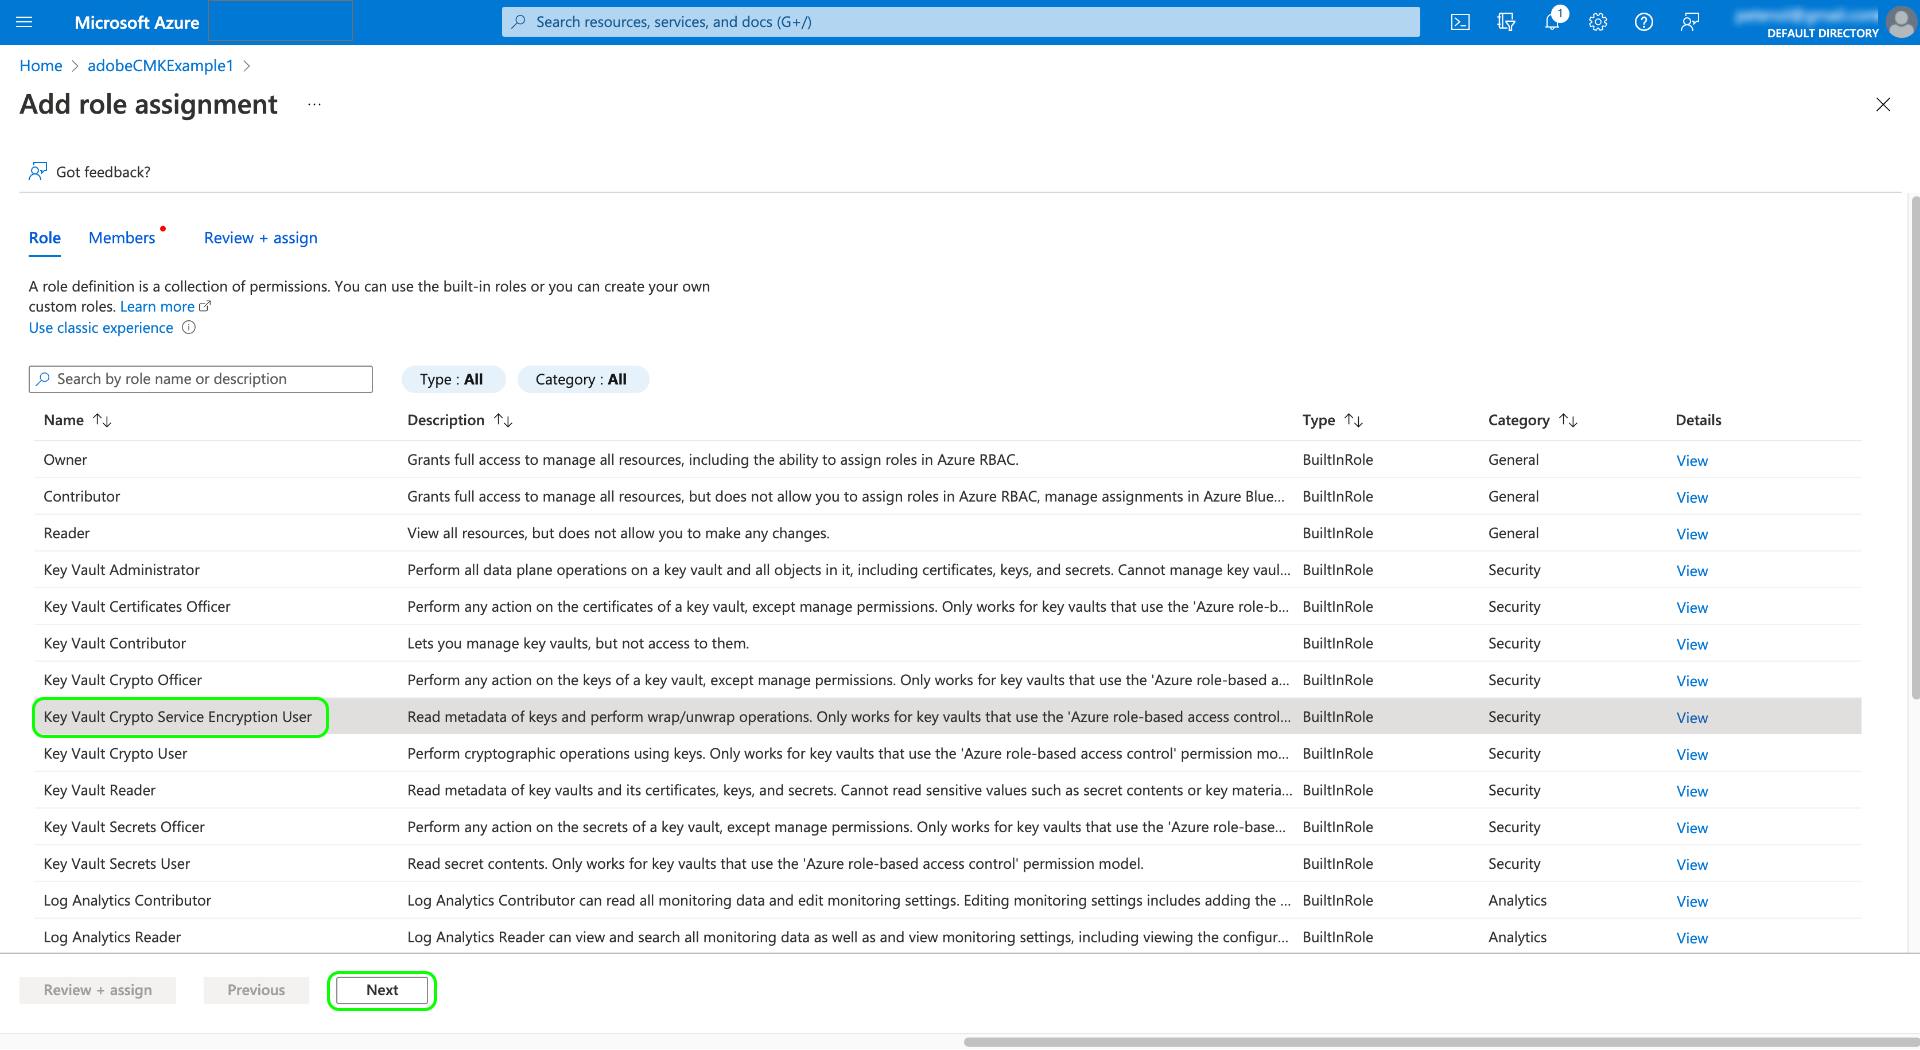 Microsoft Azure
Search resources, services, and docs (G+/)
1
DEFAULT DIRECTORY
Home > adobeCMKExample1 >
Add role assignment ...
Got feedback?
Role Members Review + assign
A role definition is a collection of permissions. You can use the built-in roles or you can create your own
custom roles. Learn more
Use classic experience
Search by role name or description Type : All Category : All
Name Description Type Category Details
Owner Grants full access to manage all resources, including the ability to assign roles in Azure RBAC. BuiltInRole General View
Contributor Grants full access to manage all resources, but does not allow you to assign roles in Azure RBAC, manage assignments in Azure Blue... BuiltInRole General View
Reader View all resources, but does not allow you to make any changes. BuiltInRole General View
Key Vault Administrator Perform all data plane operations on a key vault and all objects in it, including certificates, keys, and secrets. Cannot manage key vaul... BuiltInRole Security View
Key Vault Certificates Officer Perform any action on the certificates of a key vault, except manage permissions. Only works for key vaults that use the 'Azure role-b... BuiltInRole Security View
Key Vault Contributor Lets you manage key vaults, but not access to them. BuiltInRole Security View
Key Vault Crypto Officer Perform any action on the keys of a key vault, except manage permissions. Only works for key vaults that use the 'Azure role-based a... BuiltInRole Security View
Key Vault Crypto Service Encryption User Read metadata of keys and perform wrap/unwrap operations. Only works for key vaults that use the 'Azure role-based access control... BuiltInRole Security View
Key Vault Crypto User Perform cryptographic operations using keys. Only works for key vaults that use the 'Azure role-based access control' permission mo... BuiltInRole Security View
Key Vault Reader Read metadata of key vaults and its certificates, keys, and secrets. Cannot read sensitive values such as secret contents or key materia... BuiltInRole Security View
Key Vault Secrets Officer Perform any action on the secrets of a key vault, except manage permissions. Only works for key vaults that use the 'Azure role-base... BuiltInRole Security View
Key Vault Secrets User Read secret contents. Only works for key vaults that use the 'Azure role-based access control' permission model. BuiltInRole Security View
Log Analytics Contributor Log Analytics Contributor can read all monitoring data and edit monitoring settings. Editing monitoring settings includes adding the ... BuiltInRole Analytics View
Log Analytics Reader Log Analytics Reader can view and search all monitoring data as well as and view monitoring settings, including viewing the configur... BuiltInRole Analytics View
Review + assign Previous Next